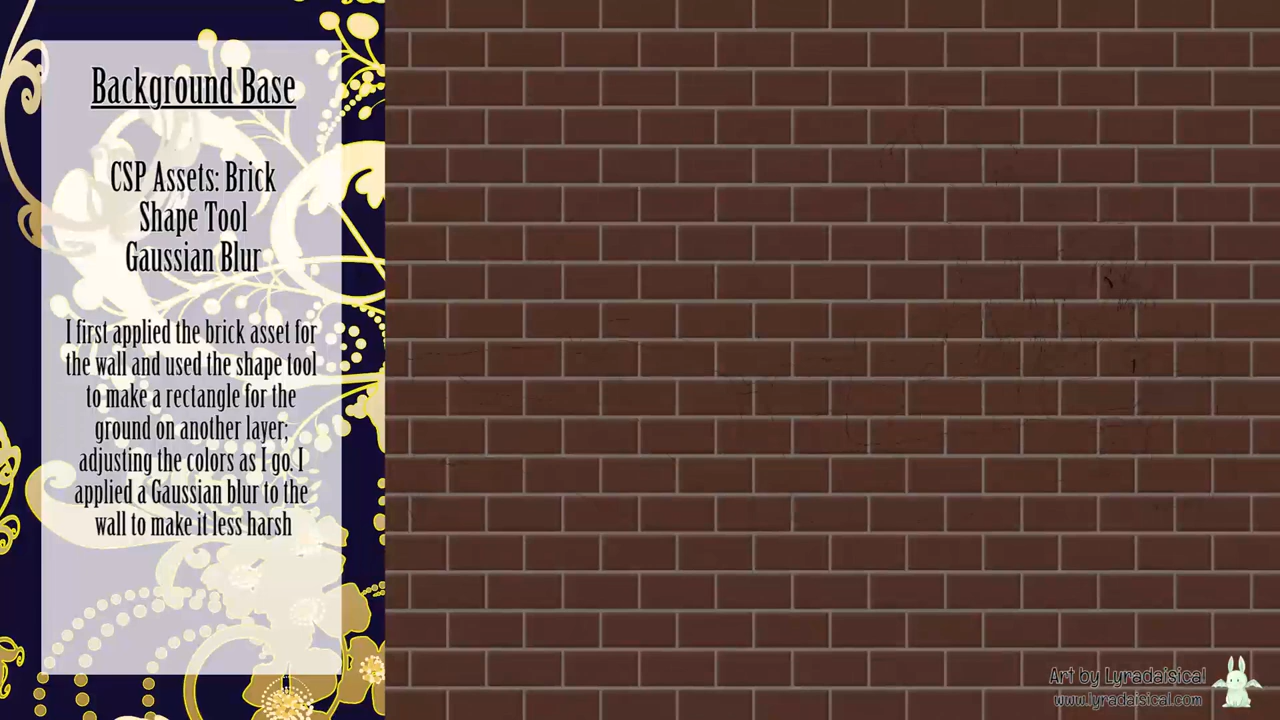 Background Base
CSP Assets: Brick
Shape Tool
Gaussian Blur
I first applied the brick asset for
the wall and used the shape tool
to make a rectangle for the
ground on another layer;
adjusting the colors as I go. I
applied a Gaussian blur to the
wall to make it less harsh
Art by Lyradaisical
www.lyradaisical.com